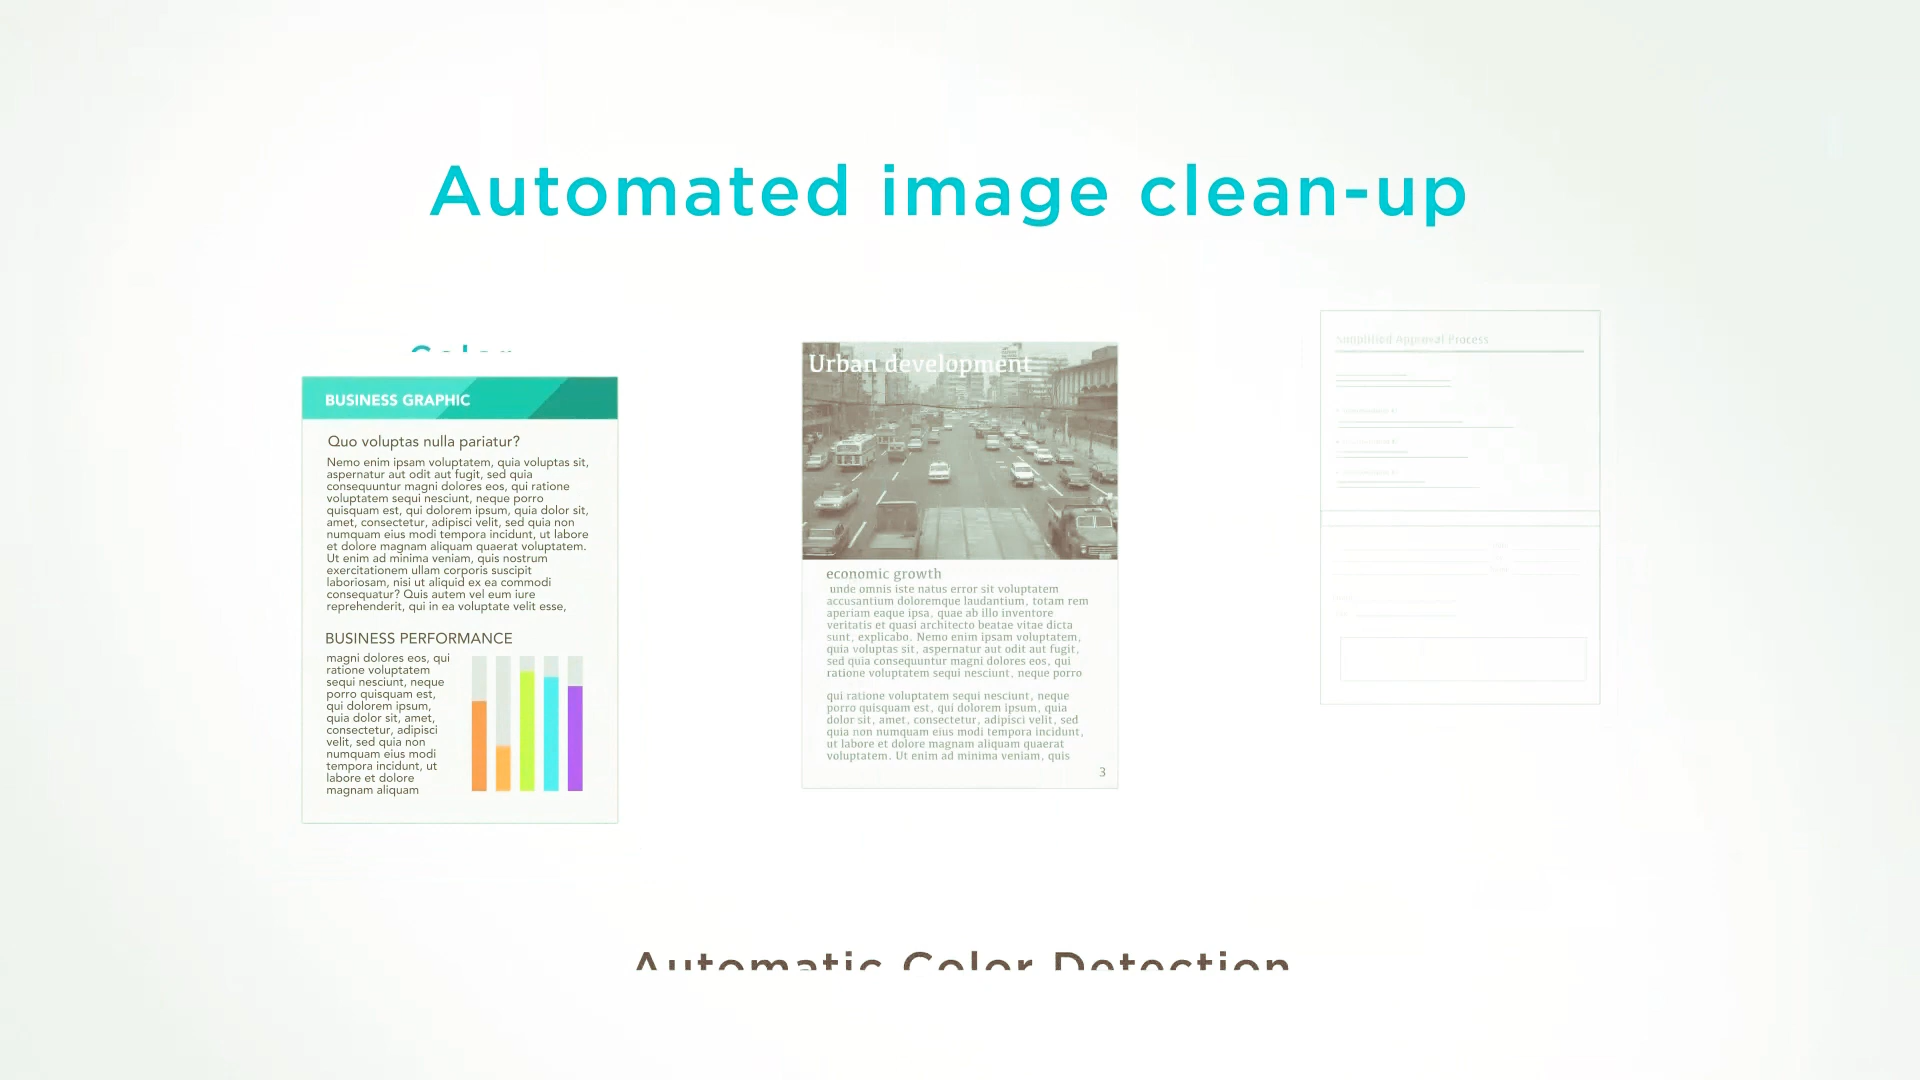 Automated image clean-up
Color
BUSINESS GRAPHIC
Quo voluptas nulla pariatur?
Nemo enim ipsam voluptatem, quia voluptas sit,
aspernatur aut odit aut fugit, sed quia
consequuntur magni dolores eos, qui ratione
voluptatem sequi nesciunt, neque porro
quisquam est, qui dolorem ipsum, quia dolor sit,
amet, consectetur, adipisci velit, sed quia non
numquam eius modi tempora incidunt, ut labore
et dolore magnam aliquam quaerat voluptatem.
Ut enim ad minima veniam, quis nostrum
exercitationem ullam corporis suscipit
laboriosam, nisi ut aliquid ex ea commodi
consequatur? Quis autem vel eum iure
reprehenderit, qui in ea voluptate velit esse,
BUSINESS PERFORMANCE
magni dolores eos, qui
ratione voluptatem
sequi nesciunt, neque
porro quisquam est,
qui dolorem ipsum,
quia dolor sit, amet,
consectetur, adipisci
velit, sed quia non
numquam eius modi
tempora incidunt, ut
labore et dolore
magnam aliquam
Urban development
economic growth
unde omnis iste natus error sit voluptatem
accusantium doloremque laudantium, totam rem
aperiam eaque ipsa, quae ab illo inventore
veritatis et quasi architecto beatae vitae dicta
sunt, explicabo. Nemo enim ipsam voluptatem,
quia voluptas sit, aspernatur aut odit aut fugit,
sed quia consequuntur magni dolores eos, qui
ratione voluptatem sequi nesciunt, neque porro
qui ratione voluptatem sequi nesciunt, neque
porro quisquam est, qui dolorem ipsum, quia
dolor sit, amet, consectetur, adipisci velit, sed
quia non numquam eius modi tempora incidunt,
ut labore et dolore magnam aliquam quaerat
voluptatem. Ut enim ad minima veniam, quis
3
Simplified Approval Process
Automatic Color Detection